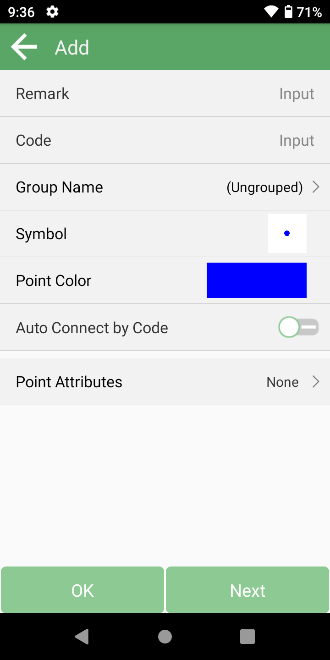 9:36 71%
Add
Remark Input
Code Input
Group Name (Ungrouped)
Symbol
Point Color
Auto Connect by Code
Point Attributes None
OK Next